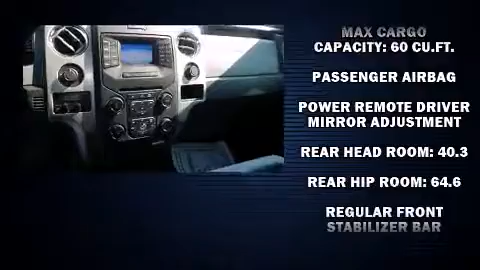 MAX CARGO
CAPACITY: 60 CU.FT.
PASSENGER AIRBAG
POWER REMOTE DRIVER
MIRROR ADJUSTMENT
REAR HEAD ROOM: 40.3
REAR HIP ROOM: 64.6
REGULAR FRONT
STABILIZER BAR